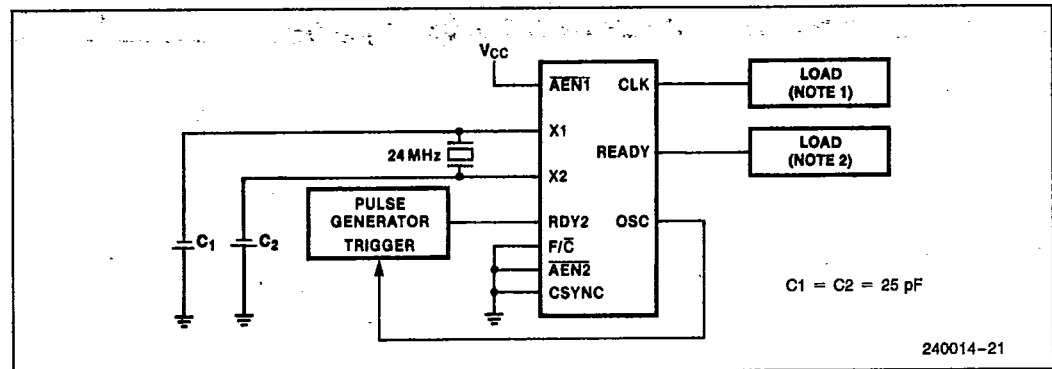 VCC
AEN1
CLK
LOAD
(NOTE 1)
X1
24 MHz
READY
LOAD
(NOTE 2)
X2
PULSE
GENERATOR
TRIGGER
RDY2
OSC
C1
C2
F/C̅
A̅E̅N̅2̅
CSYNC
C1 = C2 = 25 pF
240014-21